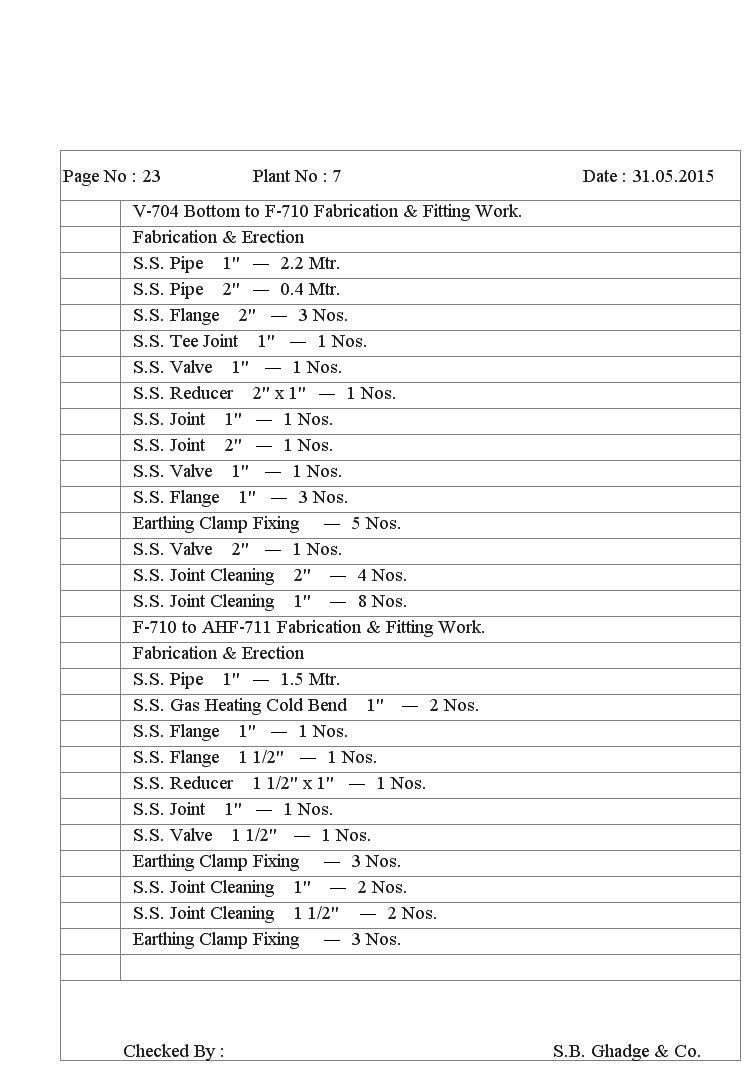 Page No : 23 Plant No : 7 Date : 31.05.2015
V-704 Bottom to F-710 Fabrication & Fitting Work.
Fabrication & Erection
S.S. Pipe 1" — 2.2 Mtr.
S.S. Pipe 2" — 0.4 Mtr.
S.S. Flange 2" — 3 Nos.
S.S. Tee Joint 1" — 1 Nos.
S.S. Valve 1" — 1 Nos.
S.S. Reducer 2" x 1" — 1 Nos.
S.S. Joint 1" — 1 Nos.
S.S. Joint 2" — 1 Nos.
S.S. Valve 1" — 1 Nos.
S.S. Flange 1" — 3 Nos.
Earthing Clamp Fixing — 5 Nos.
S.S. Valve 2" — 1 Nos.
S.S. Joint Cleaning 2" — 4 Nos.
S.S. Joint Cleaning 1" — 8 Nos.
F-710 to AHF-711 Fabrication & Fitting Work.
Fabrication & Erection
S.S. Pipe 1" — 1.5 Mtr.
S.S. Gas Heating Cold Bend 1" — 2 Nos.
S.S. Flange 1" — 1 Nos.
S.S. Flange 1 1/2" — 1 Nos.
S.S. Reducer 1 1/2" x 1" — 1 Nos.
S.S. Joint 1" — 1 Nos.
S.S. Valve 1 1/2" — 1 Nos.
Earthing Clamp Fixing — 3 Nos.
S.S. Joint Cleaning 1" — 2 Nos.
S.S. Joint Cleaning 1 1/2" — 2 Nos.
Earthing Clamp Fixing — 3 Nos.
Checked By : S.B. Ghadge & Co.